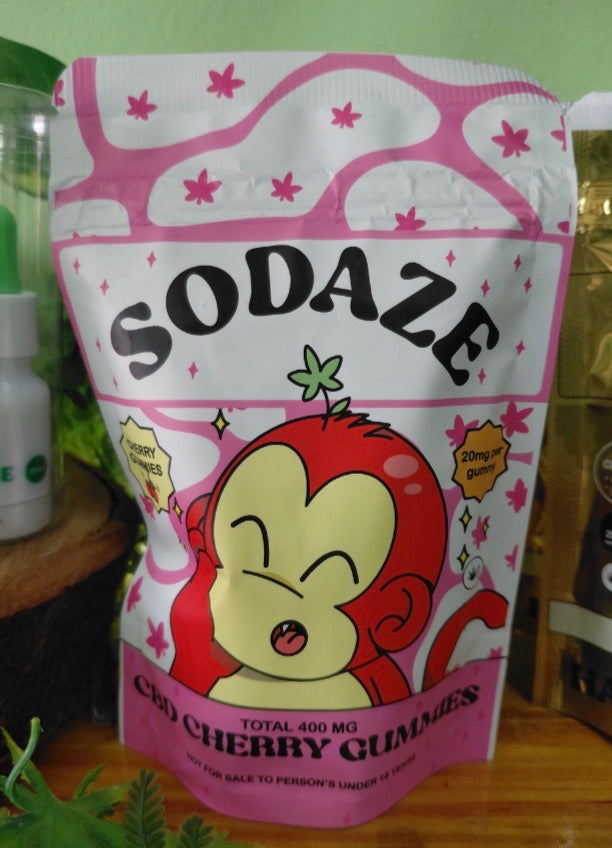 SODAZE
CHERRY
GUMMIES
20mg per
gummy
TOTAL 400 MG
CBD CHERRY GUMMIES
NOT FOR SALE TO PERSON'S UNDER 18 YEARS